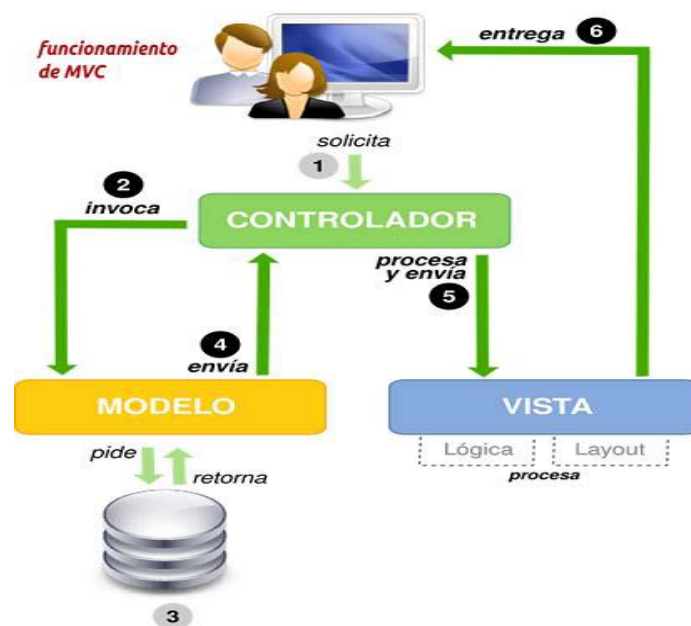 funcionamiento
de MVC
entrega 6
solicita
1
2
invoca
CONTROLADOR
procesa
y envía
5
4
envía
MODELO
VISTA
Lógica
Layout
procesa
pide
retorna
3